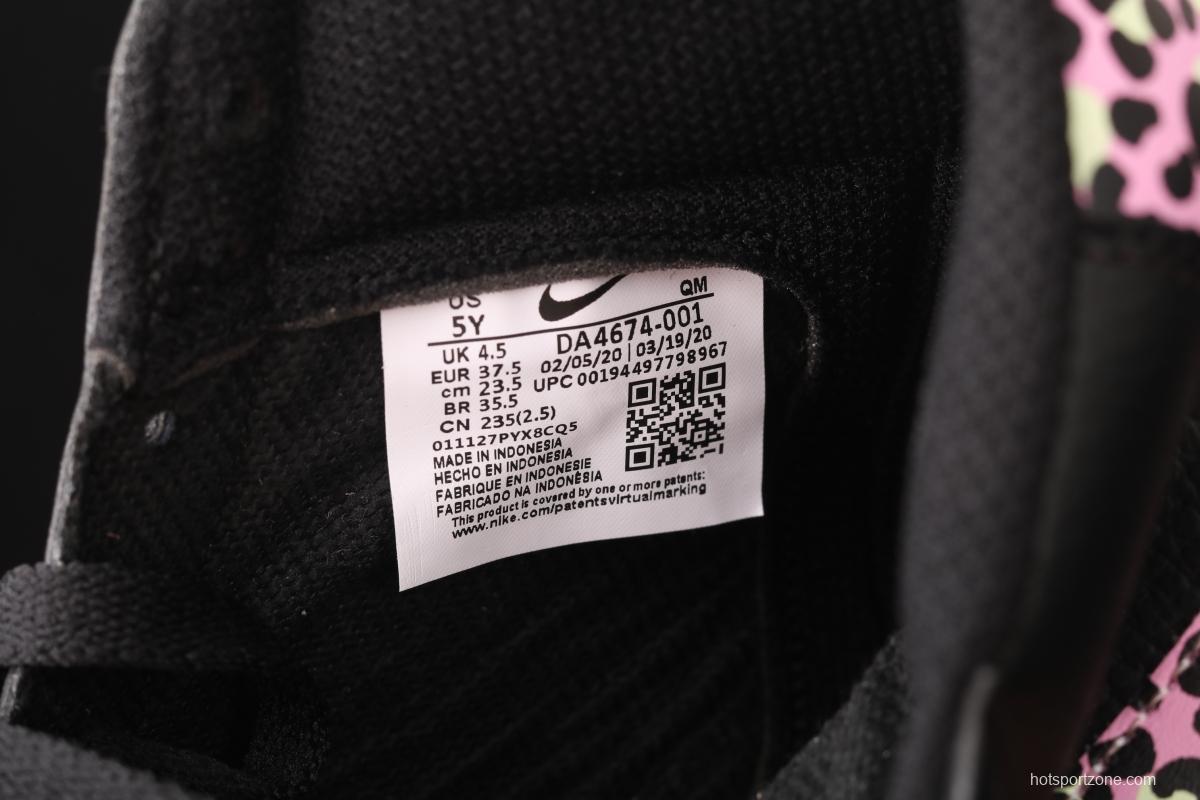 US QM
5Y
UK 4.5 DA4674-001
EUR 37.5 02/05/20 | 03/19/20
cm 23.5 UPC 00194497798967
BR 35.5
CN 235(2.5)
011127PYX8CQ5
MADE IN INDONESIA
HECHO EN INDONESIA
FABRIQUE EN INDONESIE
FABRICADO NA INDONÉSIA
This product is covered by one or more patents:
www.nike.com/patentsvirtualmarking
hotsportzone.com